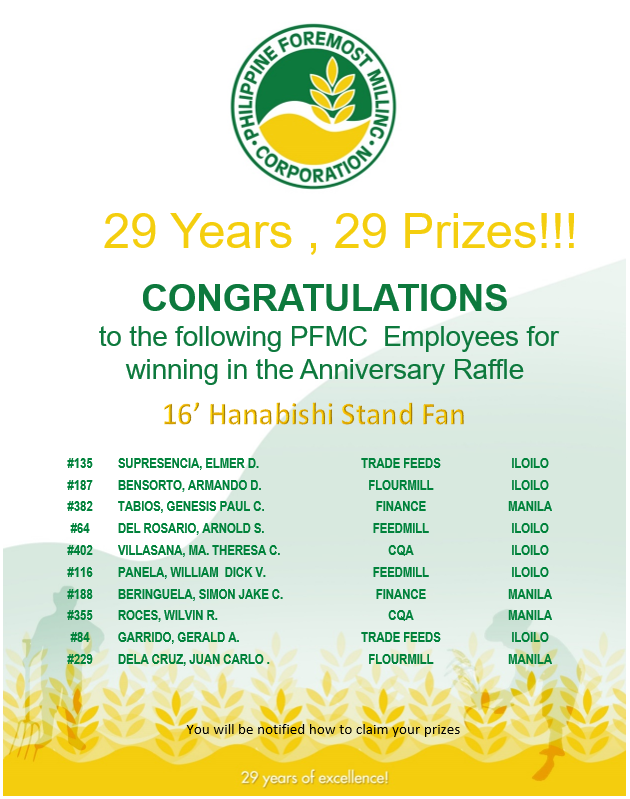 PHILIPPINE FOREMOST MILLING
• CORPORATION •
29 Years , 29 Prizes!!!
CONGRATULATIONS
to the following PFMC  Employees for
winning in the Anniversary Raffle
16’ Hanabishi Stand Fan
#135 SUPRESENCIA, ELMER D. TRADE FEEDS ILOILO
#187 BENSORTO, ARMANDO D. FLOURMILL ILOILO
#382 TABIOS, GENESIS PAUL C. FINANCE MANILA
#64 DEL ROSARIO, ARNOLD S. FEEDMILL ILOILO
#402 VILLASANA, MA. THERESA C. CQA ILOILO
#116 PANELA, WILLIAM  DICK V. FEEDMILL ILOILO
#188 BERINGUELA, SIMON JAKE C. FINANCE MANILA
#355 ROCES, WILVIN R. CQA MANILA
#84 GARRIDO, GERALD A. TRADE FEEDS ILOILO
#229 DELA CRUZ, JUAN CARLO . FLOURMILL MANILA
You will be notified how to claim your prizes
29 years of excellence!